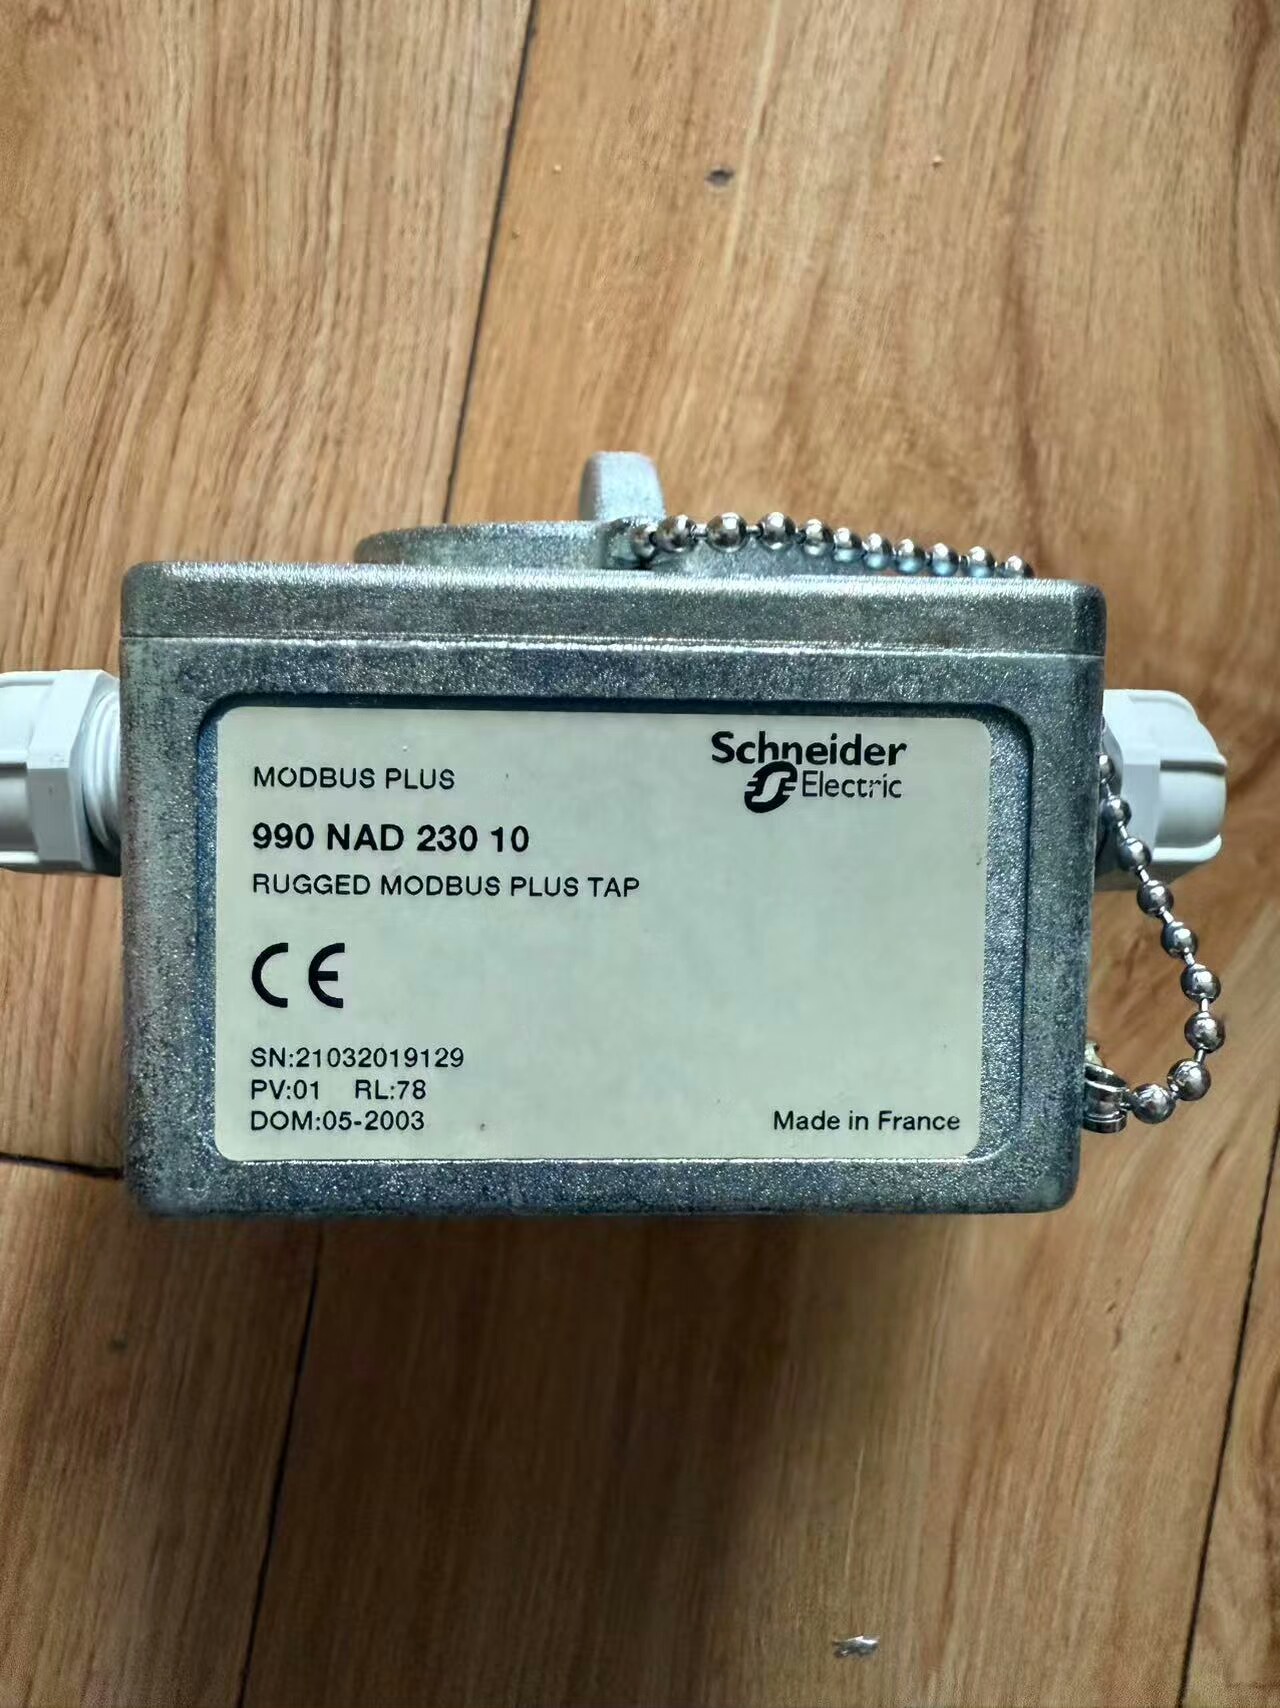 MODBUS PLUS
Schneider
Electric
990 NAD 230 10
RUGGED MODBUS PLUS TAP
CE
SN:21032019129
PV:01 RL:78
DOM:05-2003
Made in France